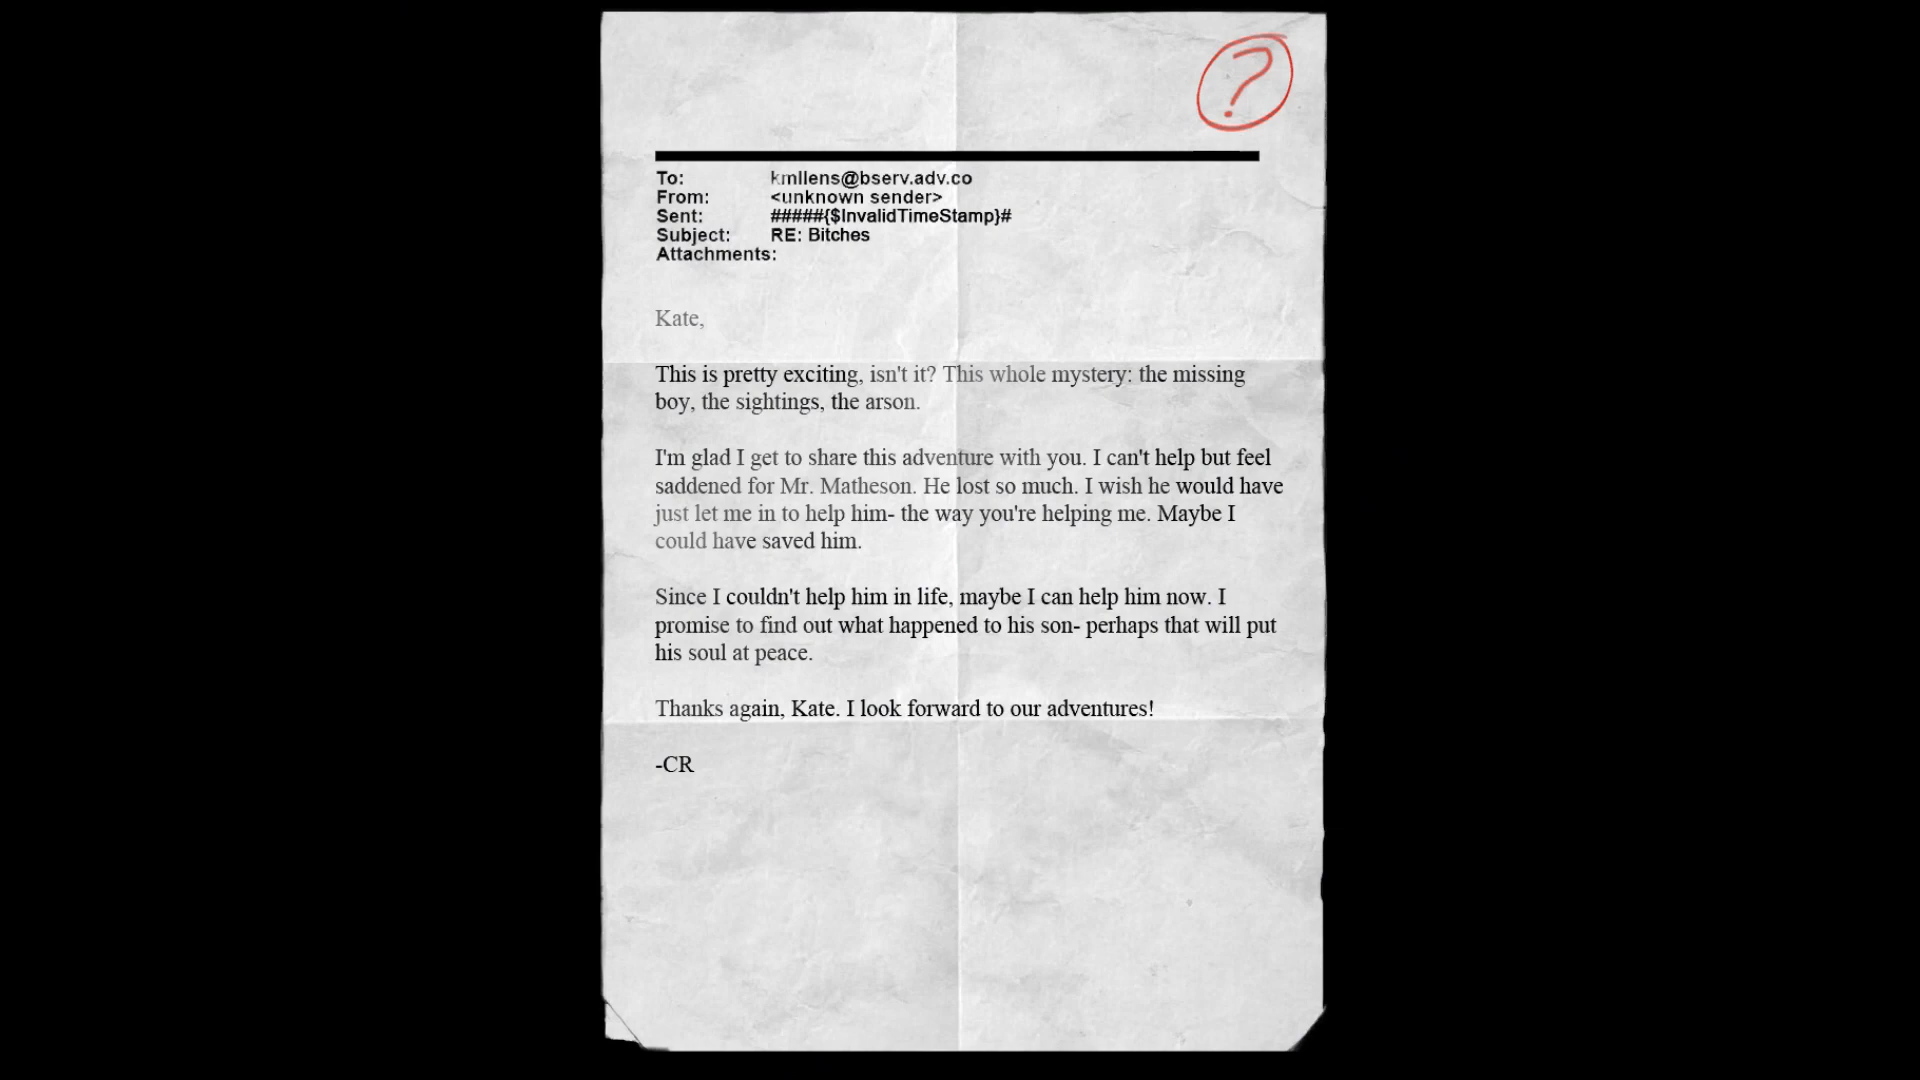 ?
To: kmllens@bserv.adv.co
From: <unknown sender>
Sent: #####{$InvalidTimeStamp}#
Subject: RE: Bitches
Attachments:
Kate,
This is pretty exciting, isn't it? This whole mystery: the missing
boy, the sightings, the arson.
I'm glad I get to share this adventure with you. I can't help but feel
saddened for Mr. Matheson. He lost so much. I wish he would have
just let me in to help him- the way you're helping me. Maybe I
could have saved him.
Since I couldn't help him in life, maybe I can help him now. I
promise to find out what happened to his son- perhaps that will put
his soul at peace.
Thanks again, Kate. I look forward to our adventures!
-CR